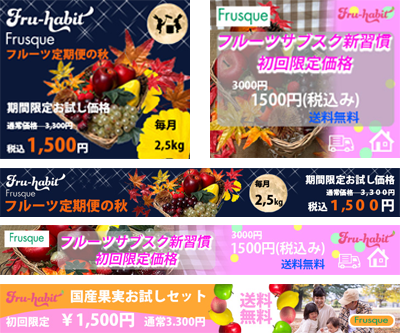 Fru-habit
Frusque
フルーツ定期便の秋
期間限定お試し価格
通常価格 3,300円
税込 1,500円
毎月
2,5kg
Frusque
Fru-habit
フルーツサブスク新習慣
初回限定価格
3000円
1500円(税込み)
送料無料
Fru-habit
Frusque
フルーツ定期便の秋
毎月
2,5kg
期間限定お試し価格
通常価格 3,300円
税込 1,500円
Frusque
フルーツサブスク新習慣
初回限定価格
3000円
1500円(税込み)
送料無料
Fru-habit
Fru-habit
国産果実お試しセット
初回限定 ¥1,500円 通常3.300円
送料
無料
Frusque